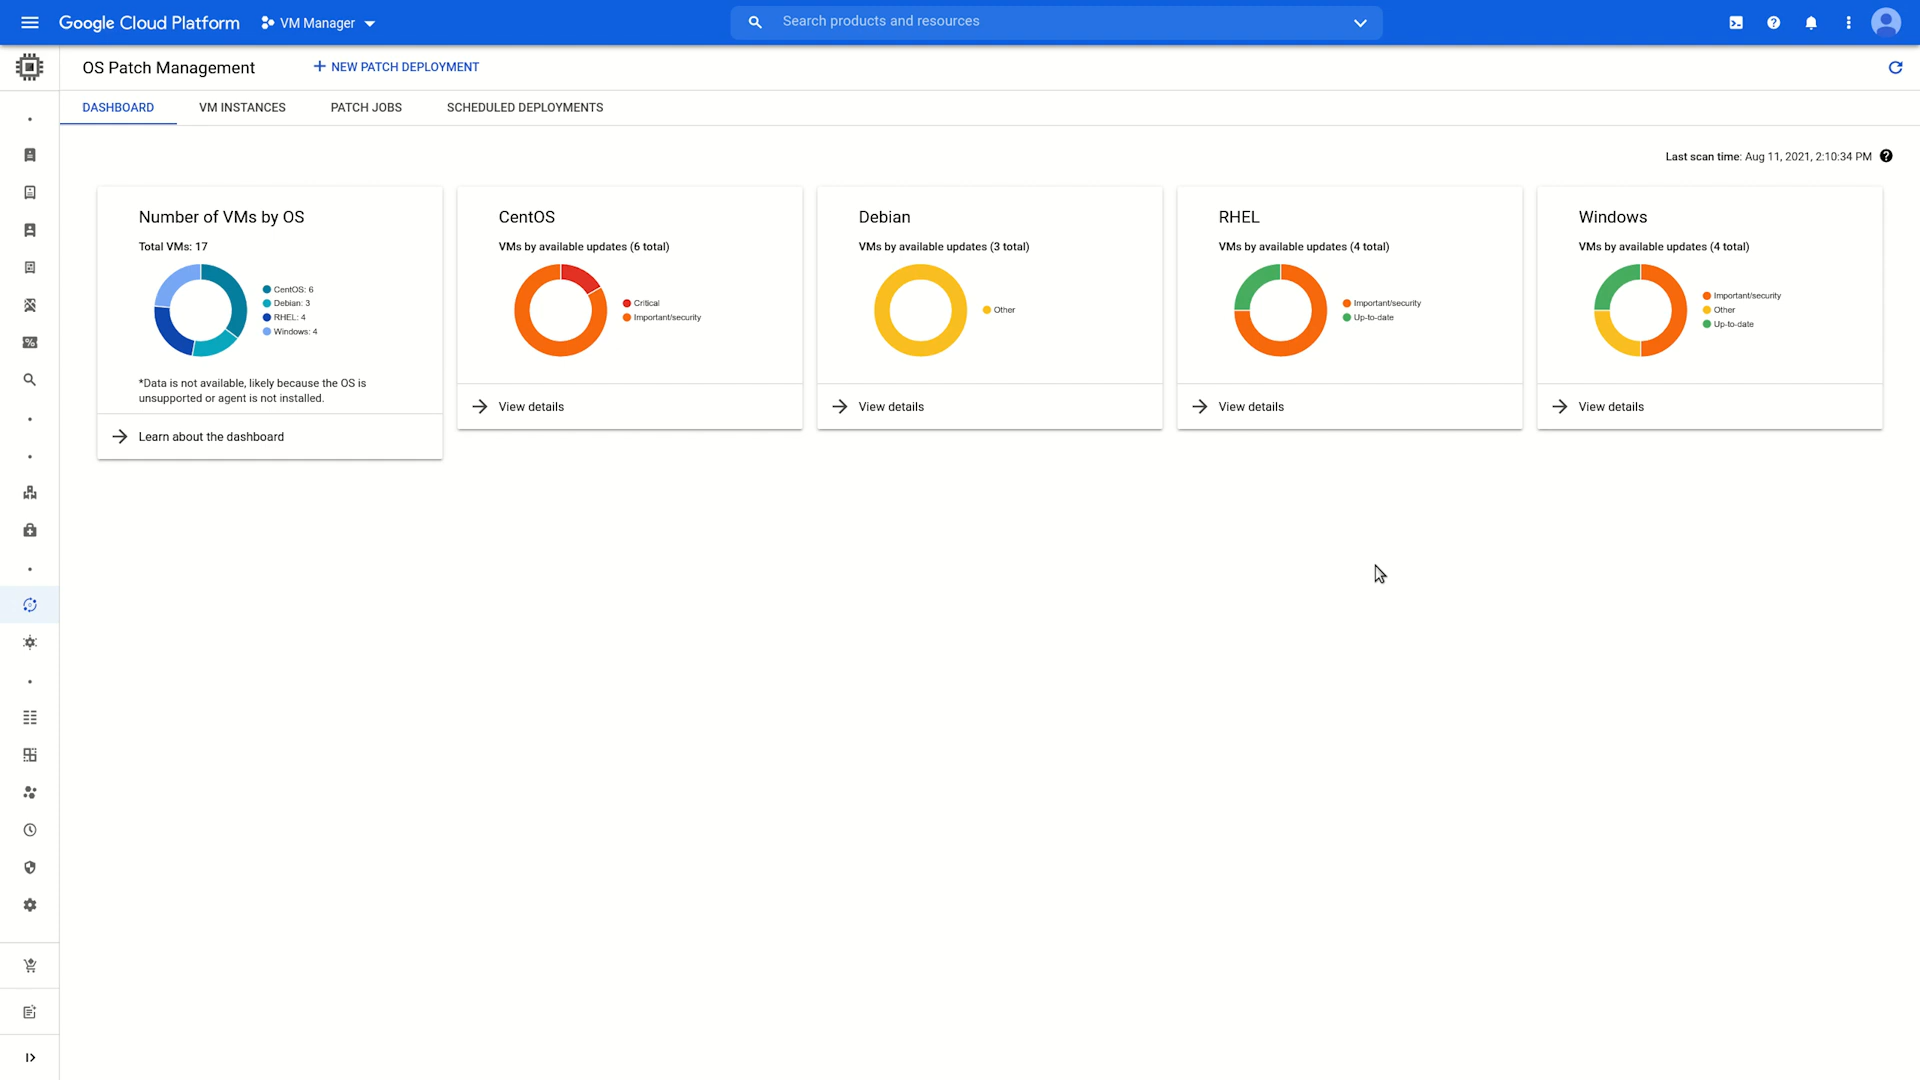 Google Cloud Platform
VM Manager
Search products and resources
OS Patch Management
NEW PATCH DEPLOYMENT
DASHBOARD
VM INSTANCES
PATCH JOBS
SCHEDULED DEPLOYMENTS
Last scan time: Aug 11, 2021, 2:10:34 PM
Number of VMs by OS
Total VMs: 17
CentOS: 6
Debian: 3
RHEL: 4
Windows: 4
*Data is not available, likely because the OS is
unsupported or agent is not installed.
Learn about the dashboard
CentOS
VMs by available updates (6 total)
Critical
Important/security
View details
Debian
VMs by available updates (3 total)
Other
View details
RHEL
VMs by available updates (4 total)
Important/security
Up-to-date
View details
Windows
VMs by available updates (4 total)
Important/security
Other
Up-to-date
View details